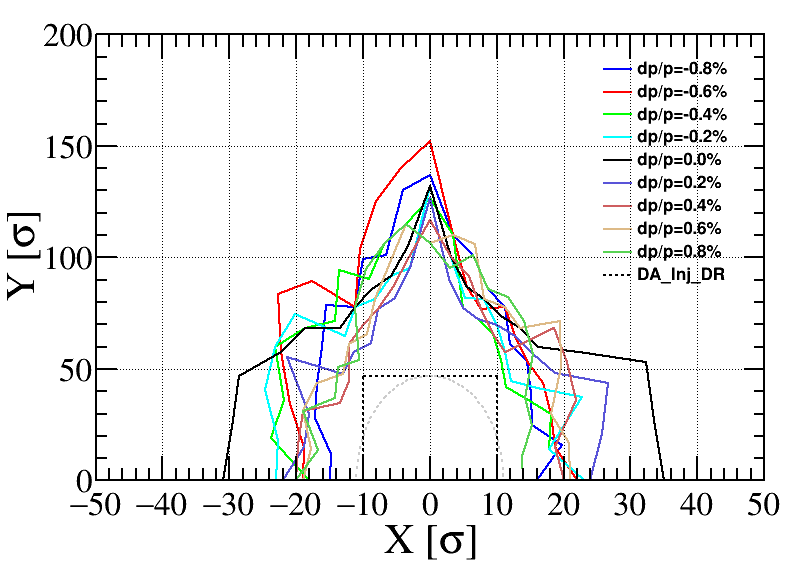 200
150
100
50
0
Y [σ]
dp/p=-0.8%
dp/p=-0.6%
dp/p=-0.4%
dp/p=-0.2%
dp/p=0.0%
dp/p=0.2%
dp/p=0.4%
dp/p=0.6%
dp/p=0.8%
DA_Inj_DR
−50 −40 −30 −20 −10 0 10 20 30 40 50
X [σ]